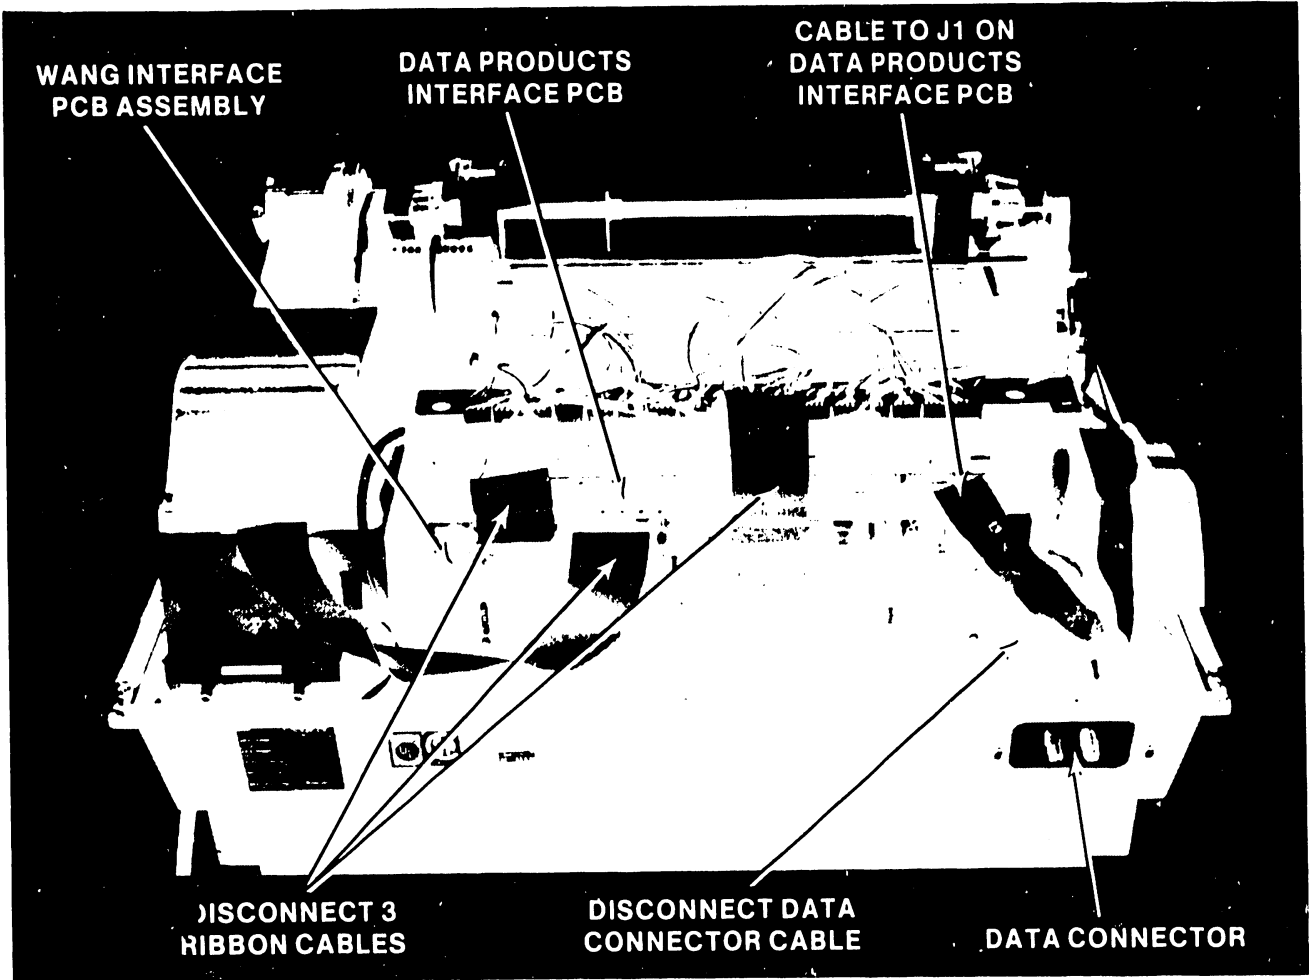 CABLE TO J1 ON
DATA PRODUCTS
INTERFACE PCB
DATA PRODUCTS
INTERFACE PCB
WANG INTERFACE
PCB ASSEMBLY
DISCONNECT 3
RIBBON CABLES
DISCONNECT DATA
CONNECTOR CABLE
DATA CONNECTOR